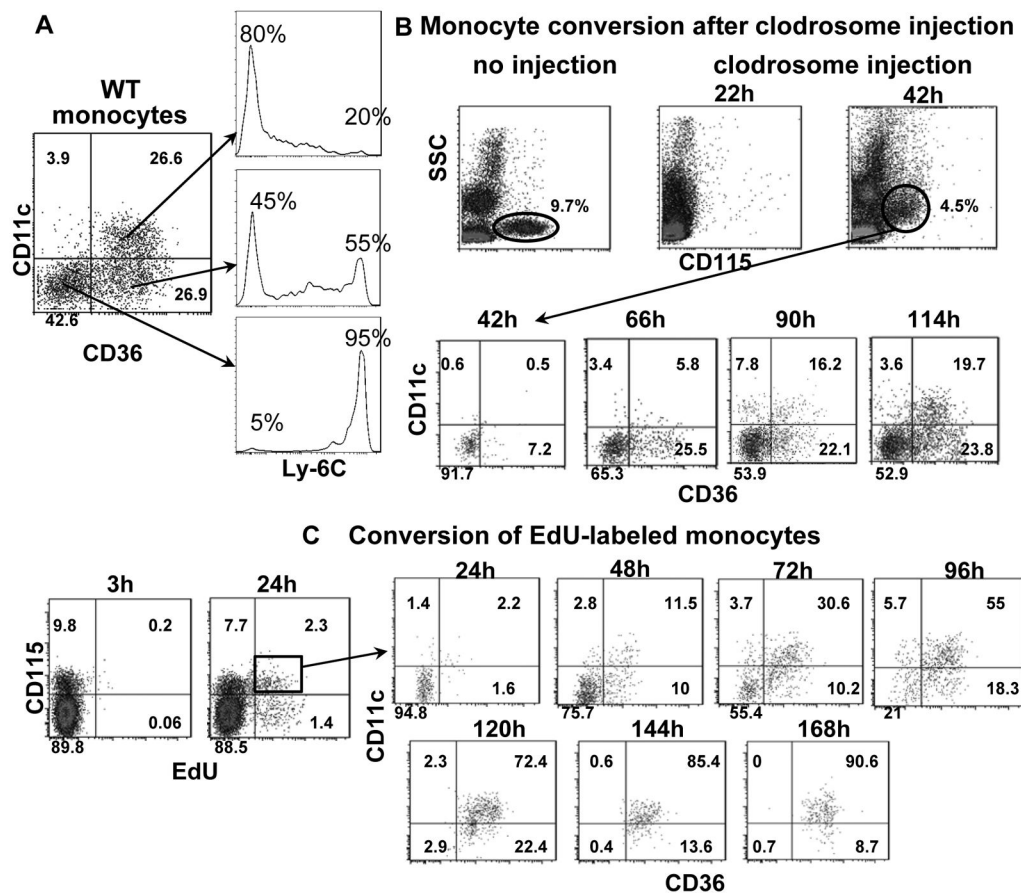 A
WT
monocytes
3.9
26.6
26.9
42.6
CD11c
CD36
80%
20%
45%
55%
95%
5%
Ly-6C
B Monocyte conversion after clodrosome injection
no injection
clodrosome injection
22h
42h
SSC
9.7%
4.5%
CD115
42h
66h
90h
114h
CD11c
0.6
0.5
7.2
91.7
3.4
5.8
25.5
65.3
7.8
16.2
22.1
53.9
3.6
19.7
23.8
52.9
CD36
C Conversion of EdU-labeled monocytes
3h
24h
CD115
9.8
0.2
0.06
89.8
7.7
2.3
1.4
88.5
EdU
24h
48h
72h
96h
CD11c
1.4
2.2
1.6
94.8
2.8
11.5
10
75.7
3.7
30.6
10.2
55.4
5.7
55
18.3
21
120h
144h
168h
2.3
72.4
2.9
22.4
0.6
85.4
0.4
13.6
0
90.6
0.7
8.7
CD36